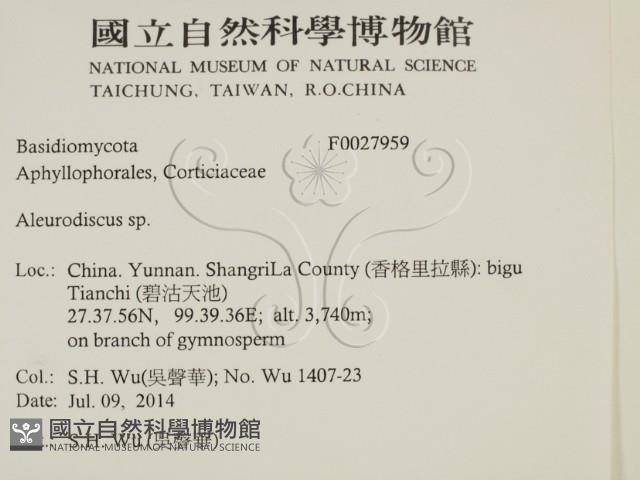 國立自然科學博物館
NATIONAL MUSEUM OF NATURAL SCIENCE
TAICHUNG, TAIWAN, R.O.CHINA
Basidiomycota F0027959
Aphyllophorales, Corticiaceae
Aleurodiscus sp.
Loc.: China. Yunnan. ShangriLa County (香格里拉縣): bigu
Tianchi (碧沽天池)
27.37.56N, 99.39.36E; alt. 3,740m;
on branch of gymnosperm
Col.: S.H. Wu(吳聲華); No. Wu 1407-23
Date: Jul. 09, 2014
S.H. Wu(吳聲華)
國立自然科學博物館
NATIONAL MUSEUM OF NATURAL SCIENCE